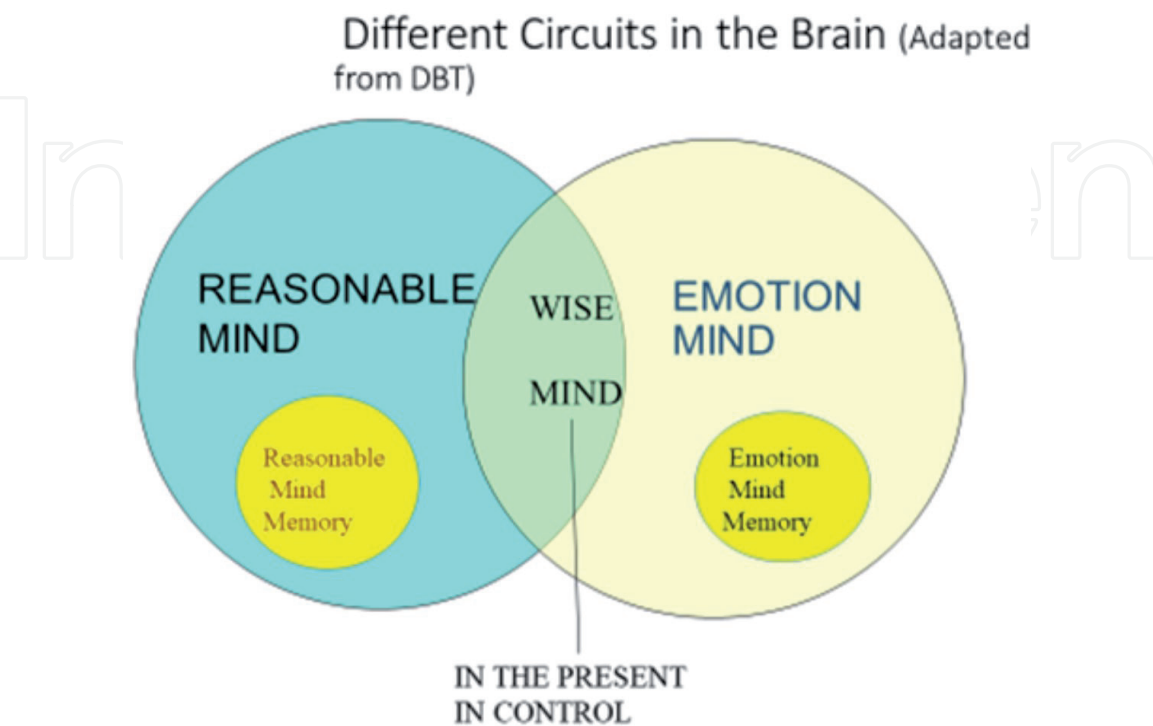 Different Circuits in the Brain (Adapted
from DBT)
REASONABLE
MIND
WISE
MIND
EMOTION
MIND
Reasonable
Mind
Memory
Emotion
Mind
Memory
IN THE PRESENT
IN CONTROL